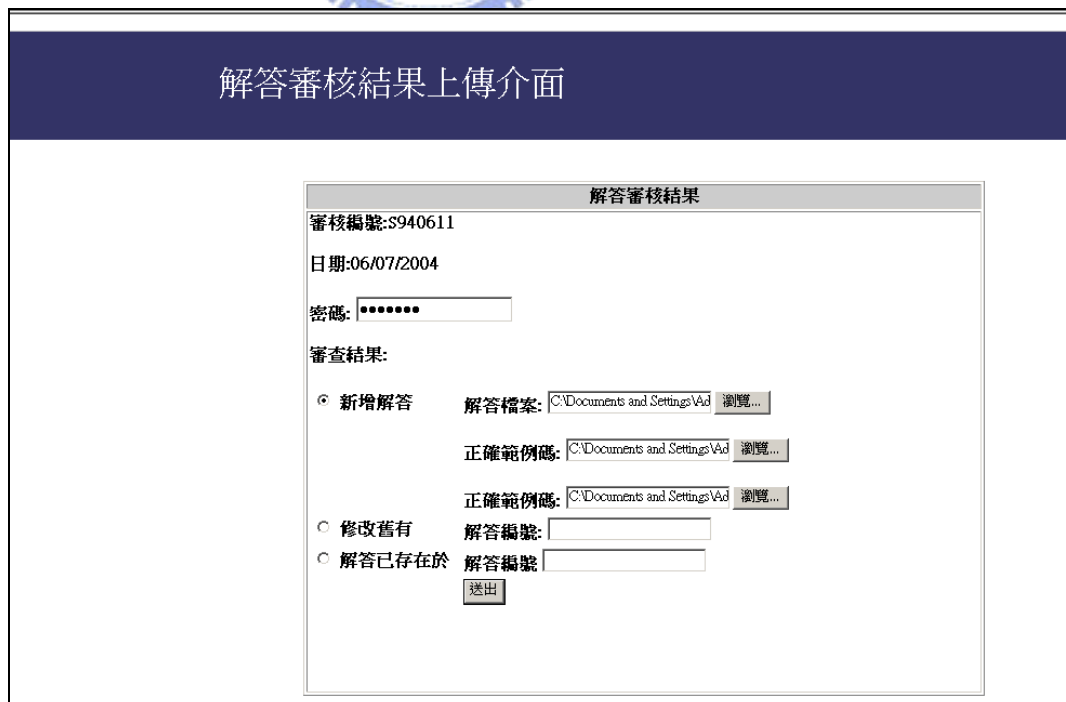 解答審核結果上傳介面
解答審核結果
審核編號:S940611
日期:06/07/2004
密碼: •••••••
審查結果:
新增解答 解答檔案: C:\Documents and Settings\Ad 瀏覽...
正確範例碼: C:\Documents and Settings\Ad 瀏覽...
正確範例碼: C:\Documents and Settings\Ad 瀏覽...
修改舊有 解答編號:
解答已存在於 解答編號
送出